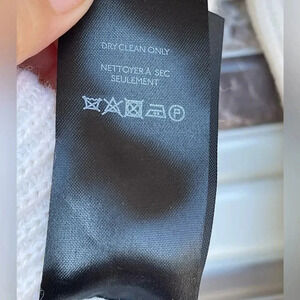 DRY CLEAN ONLY
NETTOYER À SEC
SEULEMENT
P